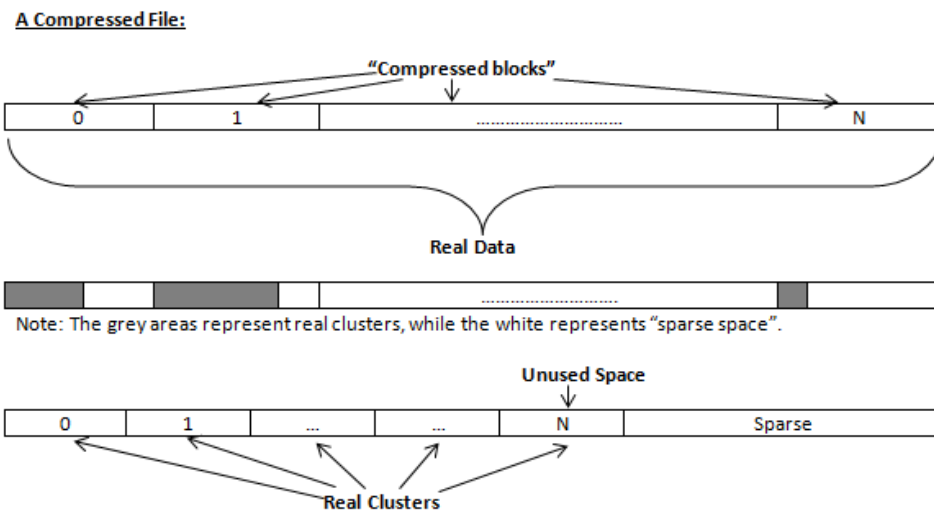 A Compressed File:
“Compressed blocks”
0 1 ................................ N
Real Data
..............................
Note: The grey areas represent real clusters, while the white represents “sparse space”.
Unused Space
0 1 ... ... N Sparse
Real Clusters